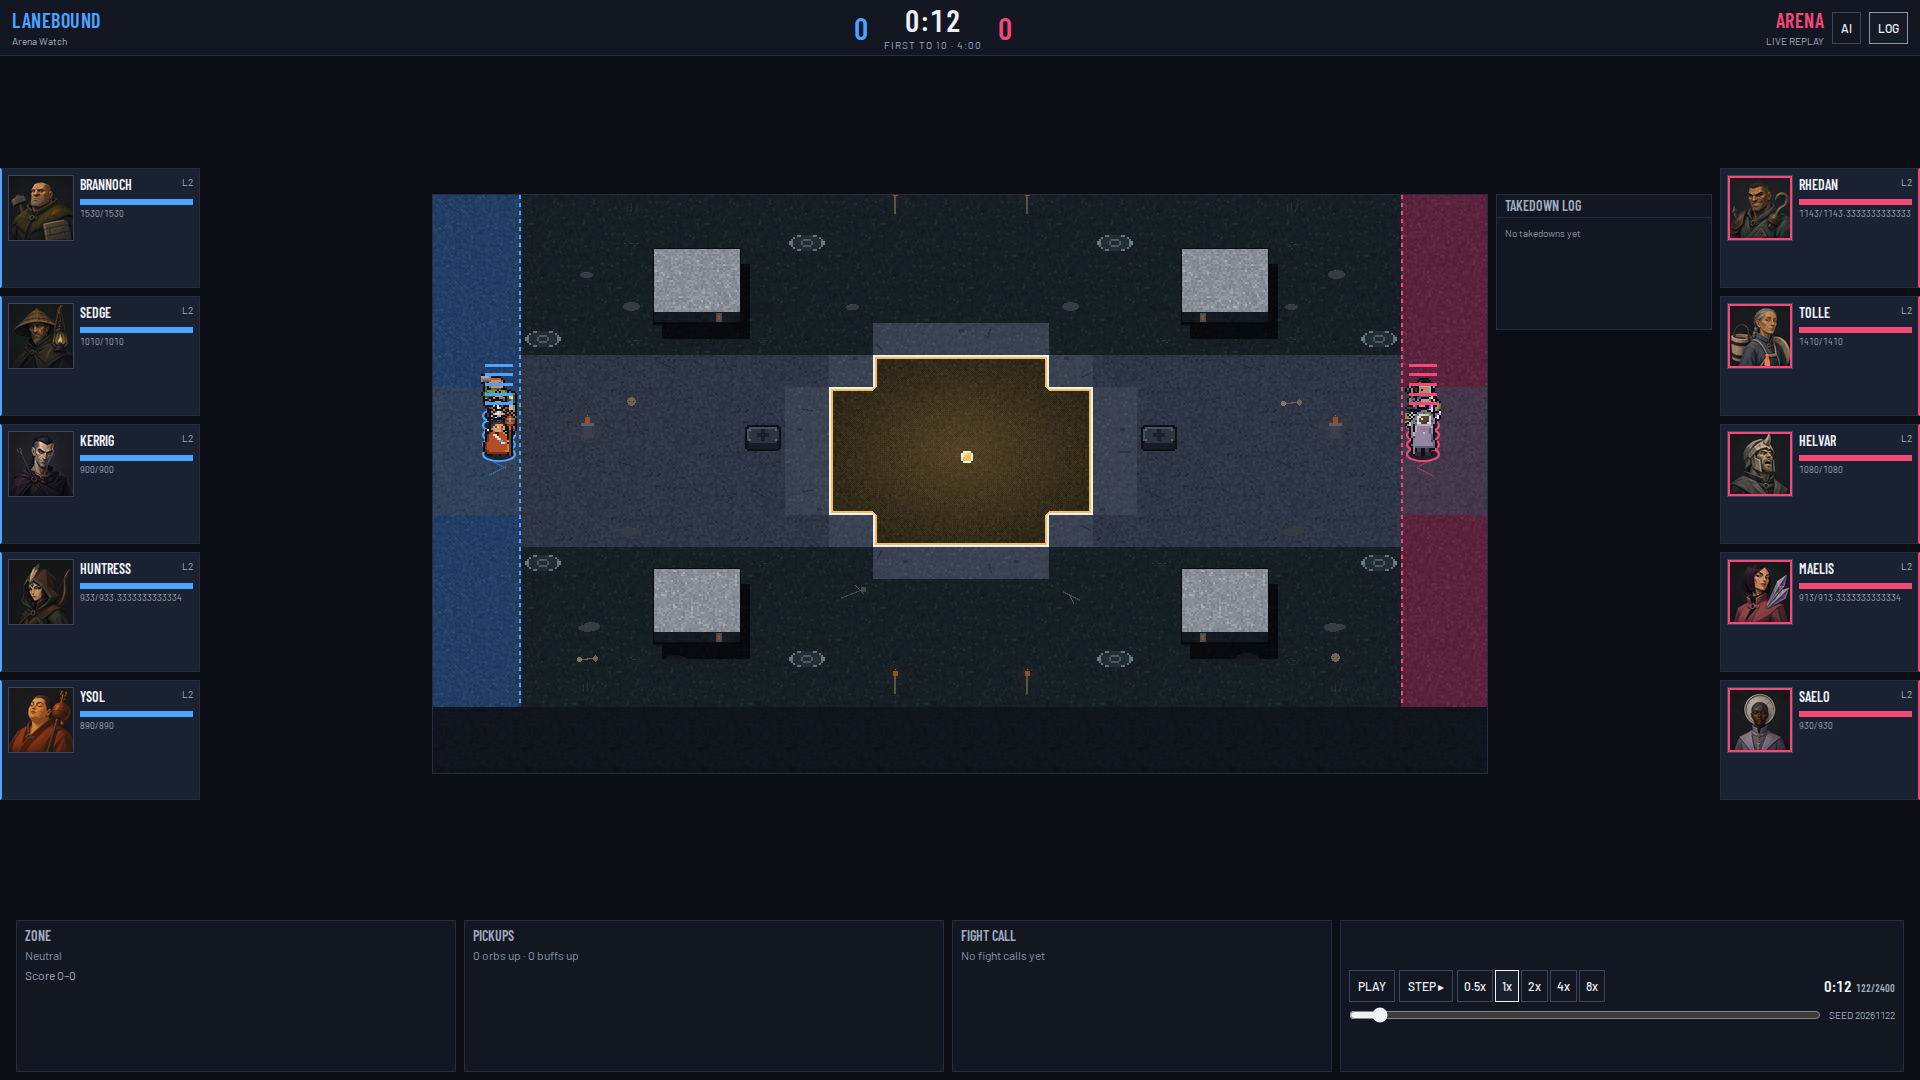 LANEBOUND
Arena Watch
0
0:12
0
FIRST TO 10 · 4:00
ARENA
LIVE REPLAY
AI
LOG
BRANNOCH
L2
1530/1530
SEDGE
L2
1010/1010
KERRIG
L2
900/900
HUNTRESS
L2
933/933.3333333333334
YSOL
L2
890/890
TAKEDOWN LOG
No takedowns yet
RHEDAN
L2
1143/1143.3333333333333
TOLLE
L2
1410/1410
HELVAR
L2
1080/1080
MAELIS
L2
913/913.3333333333334
SAELO
L2
930/930
ZONE
Neutral
Score 0–0
PICKUPS
0 orbs up · 0 buffs up
FIGHT CALL
No fight calls yet
PLAY
STEP▸
0.5x
1x
2x
4x
8x
0:12 122/2400
SEED 20261122